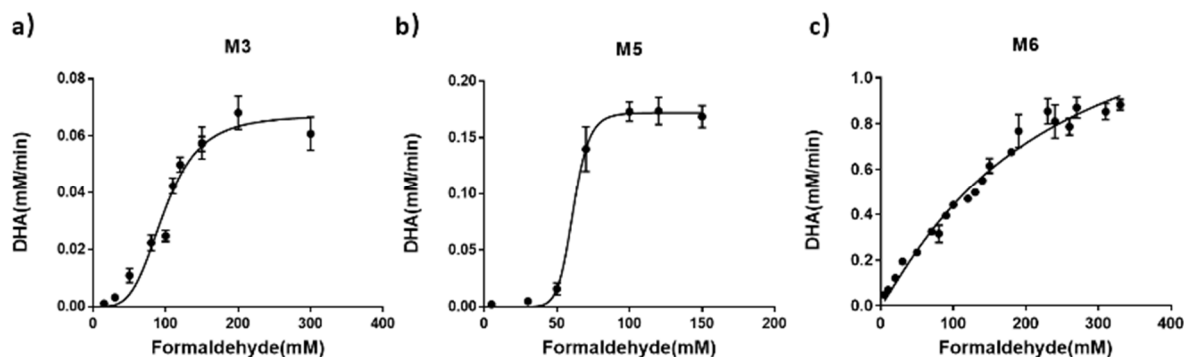 a)
M3
DHA(mM/min)
0.08
0.06
0.04
0.02
0.00
0 100 200 300 400
Formaldehyde(mM)
b)
M5
DHA(mM/min)
0.20
0.15
0.10
0.05
0.00
0 50 100 150 200
Formaldehyde(mM)
c)
M6
DHA(mM/min)
1.0
0.8
0.6
0.4
0.2
0.0
0 100 200 300 400
Formaldehyde(mM)